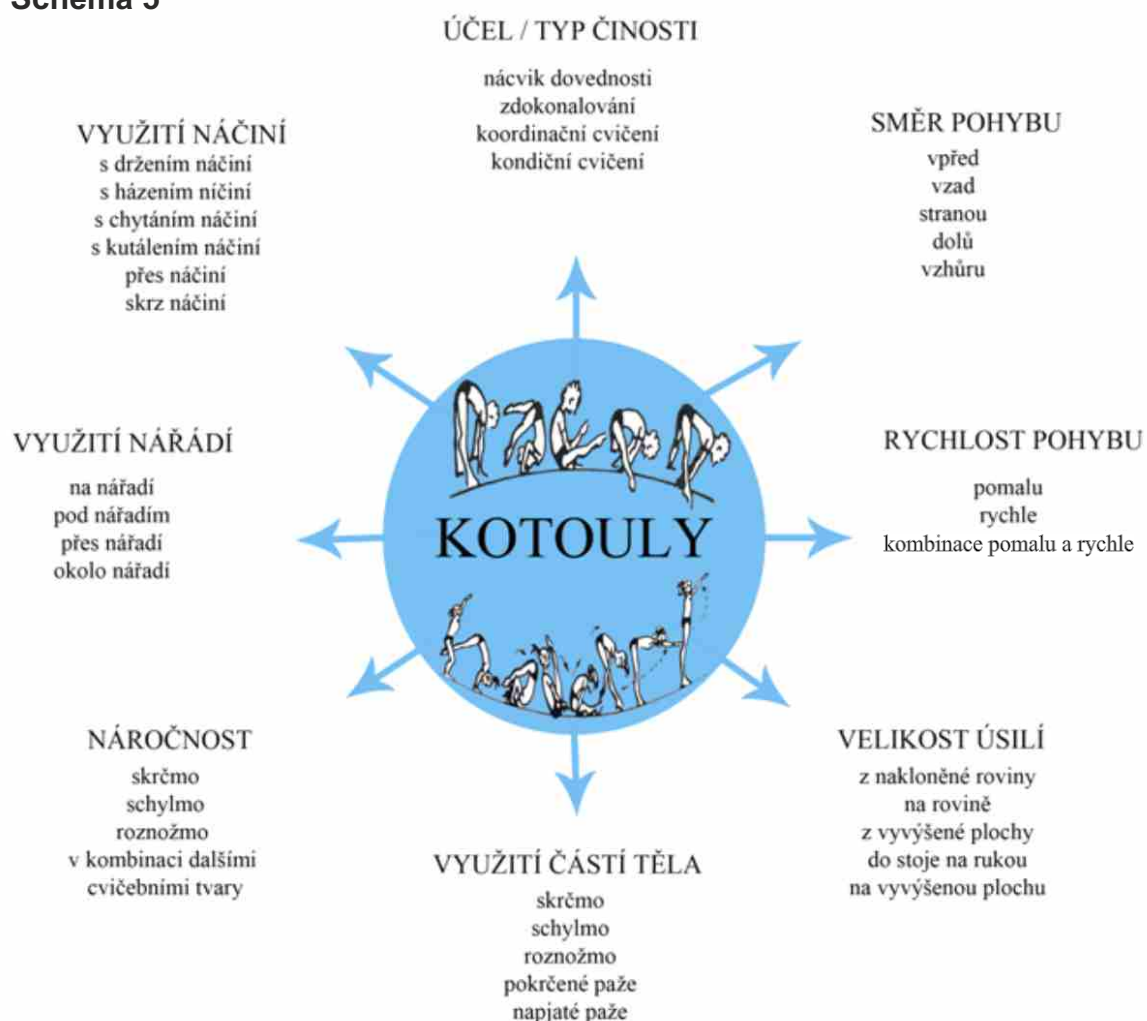 Schéma 5
ÚČEL / TYP ČINOSTI
nácvik dovednosti
zdokonalování
koordinační cvičení
kondiční cvičení
SMĚR POHYBU
vpřed
vzad
stranou
dolů
vzhůru
RYCHLOST POHYBU
pomalu
rychle
kombinace pomalu a rychle
VELIKOST ÚSILÍ
z nakloněné roviny
na rovině
z vyvýšené plochy
do stoje na rukou
na vyvýšenou plochu
VYUŽITÍ ČÁSTÍ TĚLA
skrčmo
schylmo
roznožmo
pokrčené paže
napjaté paže
NÁROČNOST
skrčmo
schylmo
roznožmo
v kombinaci dalšími
cvičebními tvary
VYUŽITÍ NÁŘÁDÍ
na nářadí
pod nářadím
přes nářadí
okolo nářadí
VYUŽITÍ NÁČINÍ
s držením náčiní
s házením níčiní
s chytáním náčiní
s kutálením náčiní
přes náčiní
skrz náčiní
KOTOULY